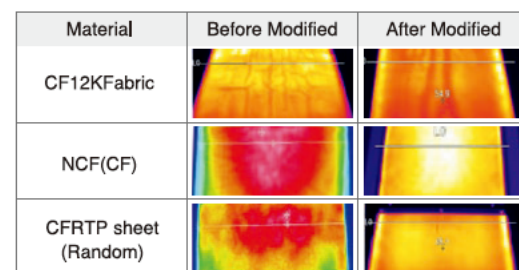 Material Before Modified After Modified
CF12KFabric
NCF(CF)
CFRTP sheet
(Random)